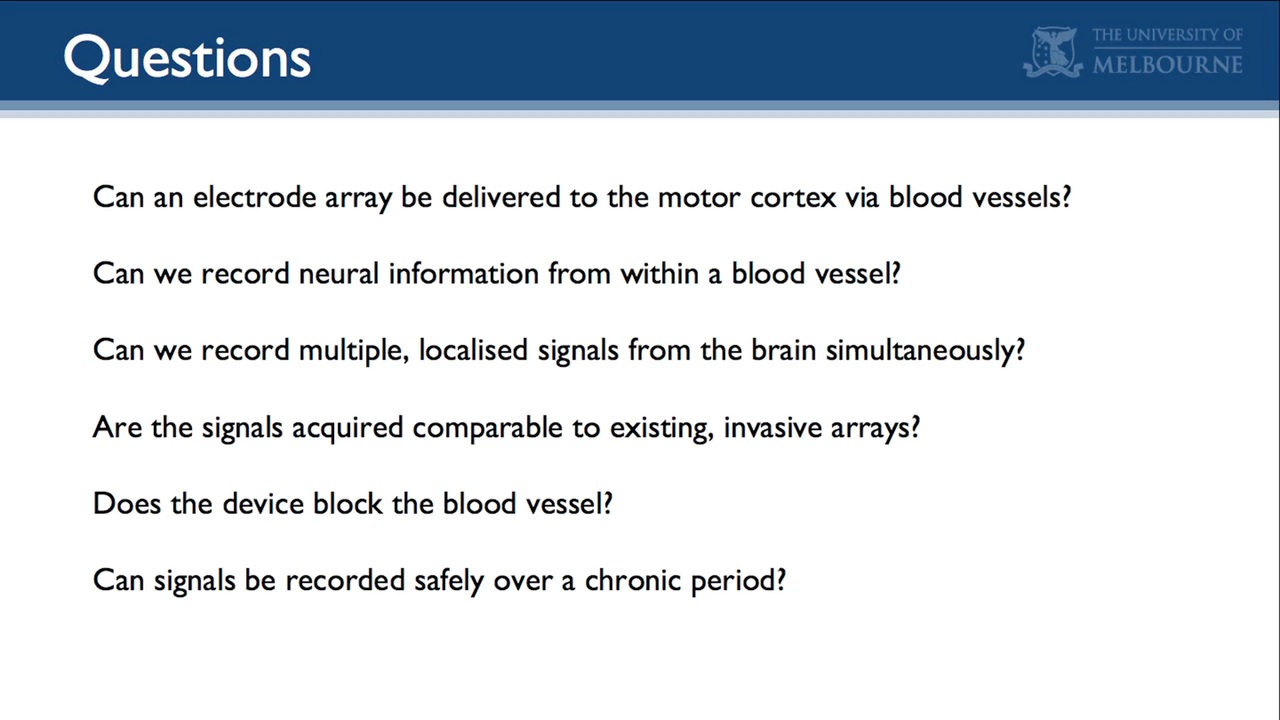 Questions
THE UNIVERSITY OF
MELBOURNE
Can an electrode array be delivered to the motor cortex via blood vessels?
Can we record neural information from within a blood vessel?
Can we record multiple, localised signals from the brain simultaneously?
Are the signals acquired comparable to existing, invasive arrays?
Does the device block the blood vessel?
Can signals be recorded safely over a chronic period?